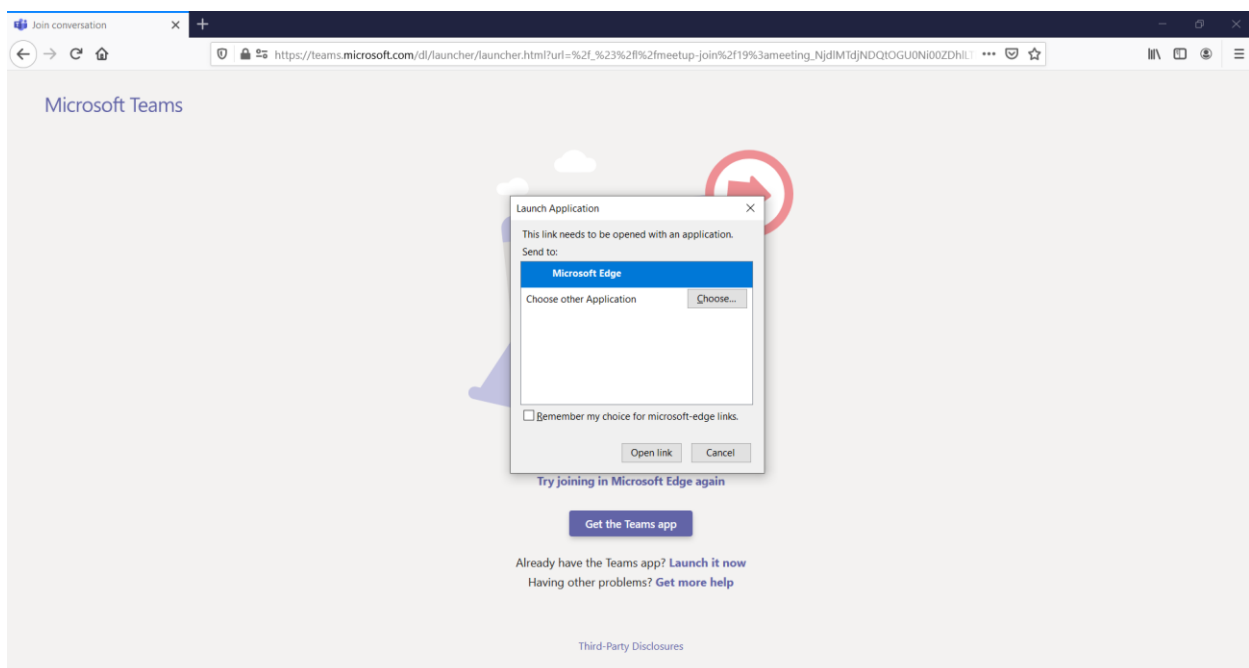 Join conversation
https://teams.microsoft.com/dl/launcher/launcher.html?url=%2f_%23%2fl%2fmeetup-join%2f19%3ameeting_
Microsoft Teams
Launch Application
This link needs to be opened with an application.
Send to:
Microsoft Edge
Choose other Application Choose...
Remember my choice for microsoft-edge links.
Open link Cancel
Try joining in Microsoft Edge again
Get the Teams app
Already have the Teams app? Launch it now
Having other problems? Get more help
Third-Party Disclosures